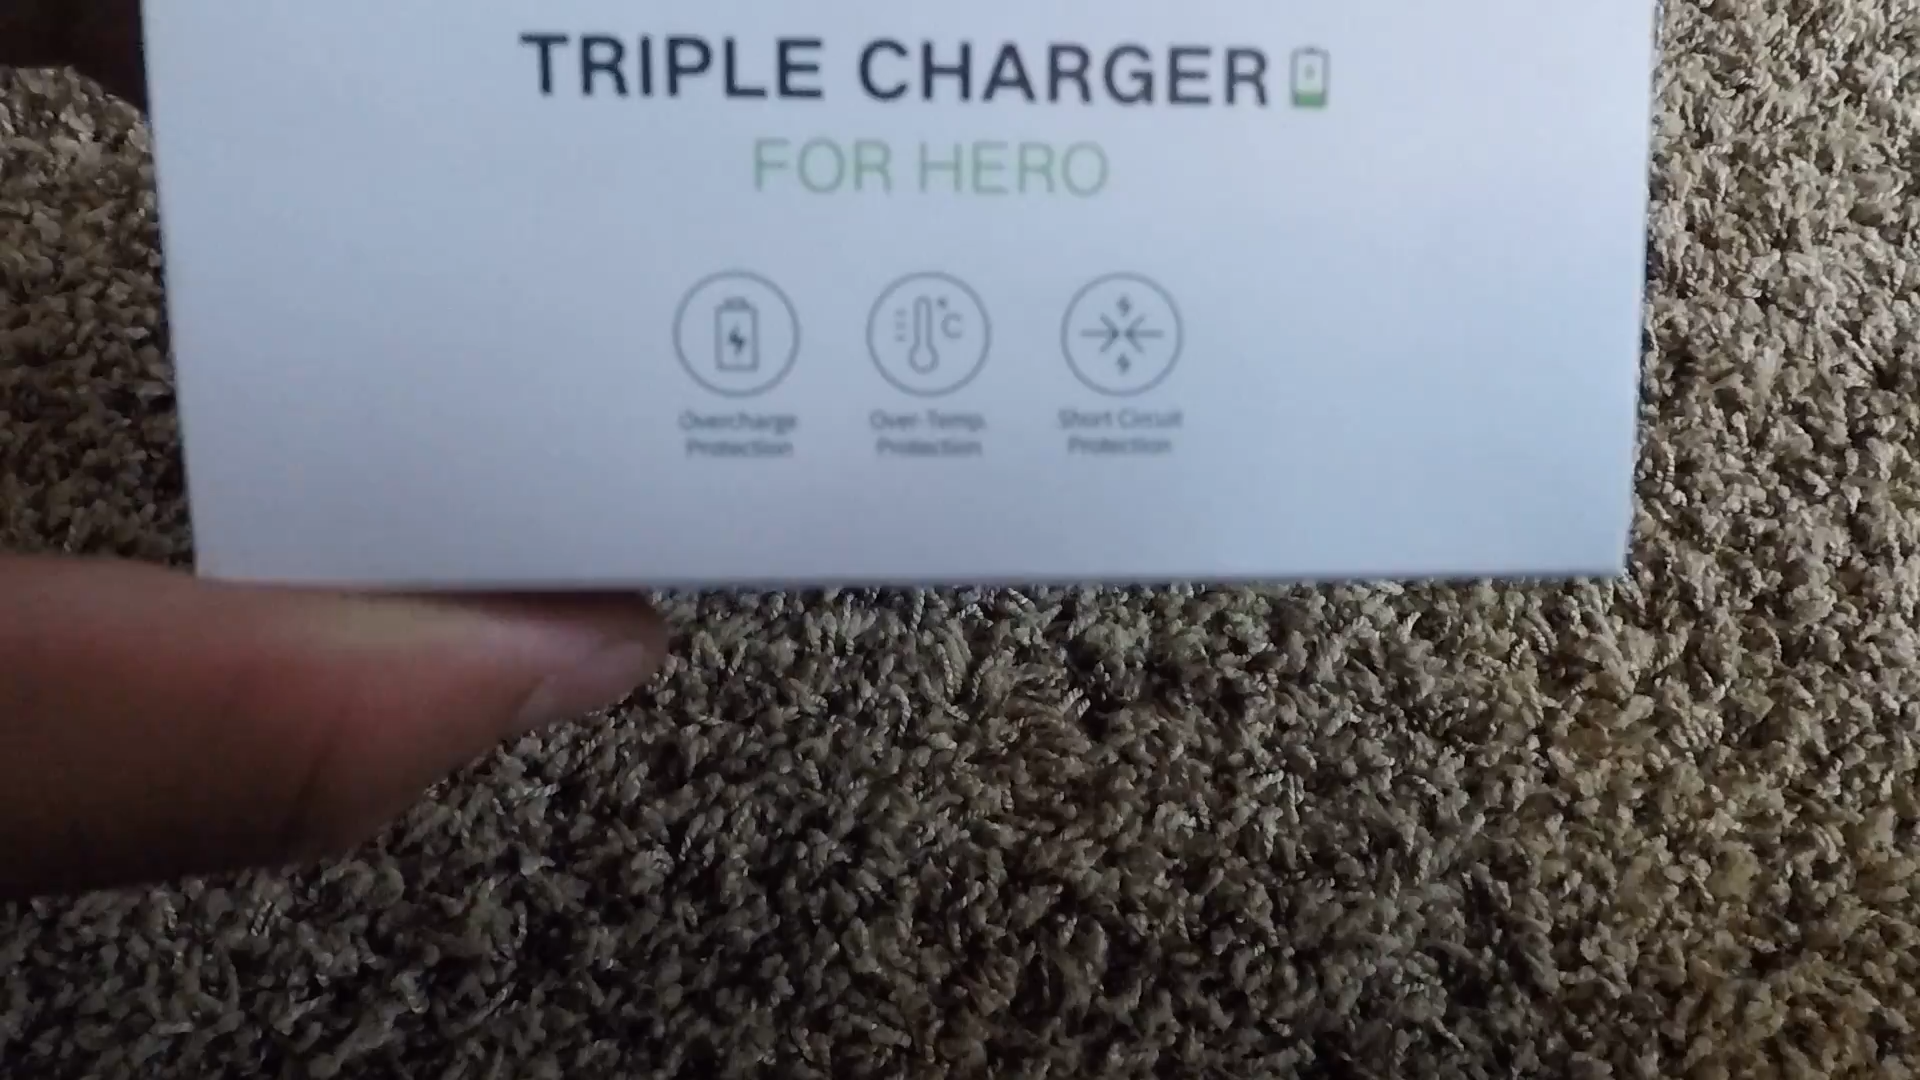 TRIPLE CHARGER
FOR HERO
°C
Overcharge
Protection
Over-Temp.
Protection
Short Circuit
Protection